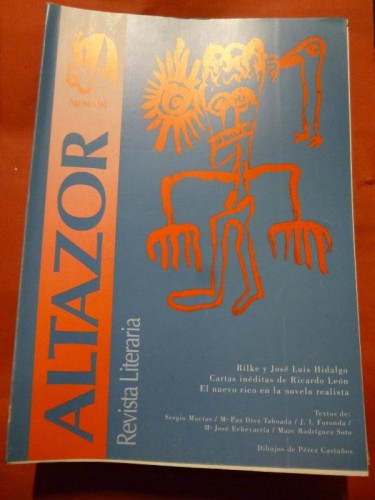 ALTAZOR
Revista Literaria
Rilke y José Luis Hidalgo
Cartas inéditas de Ricardo León
El nuevo rico en la novela realista
Textos de:
Sergio Macías / Mª Paz Díez Taboada / J. I. Foronda /
Mª José Echevarría / Marc Rodríguez Soto
Dibujos de Pérez Castaños